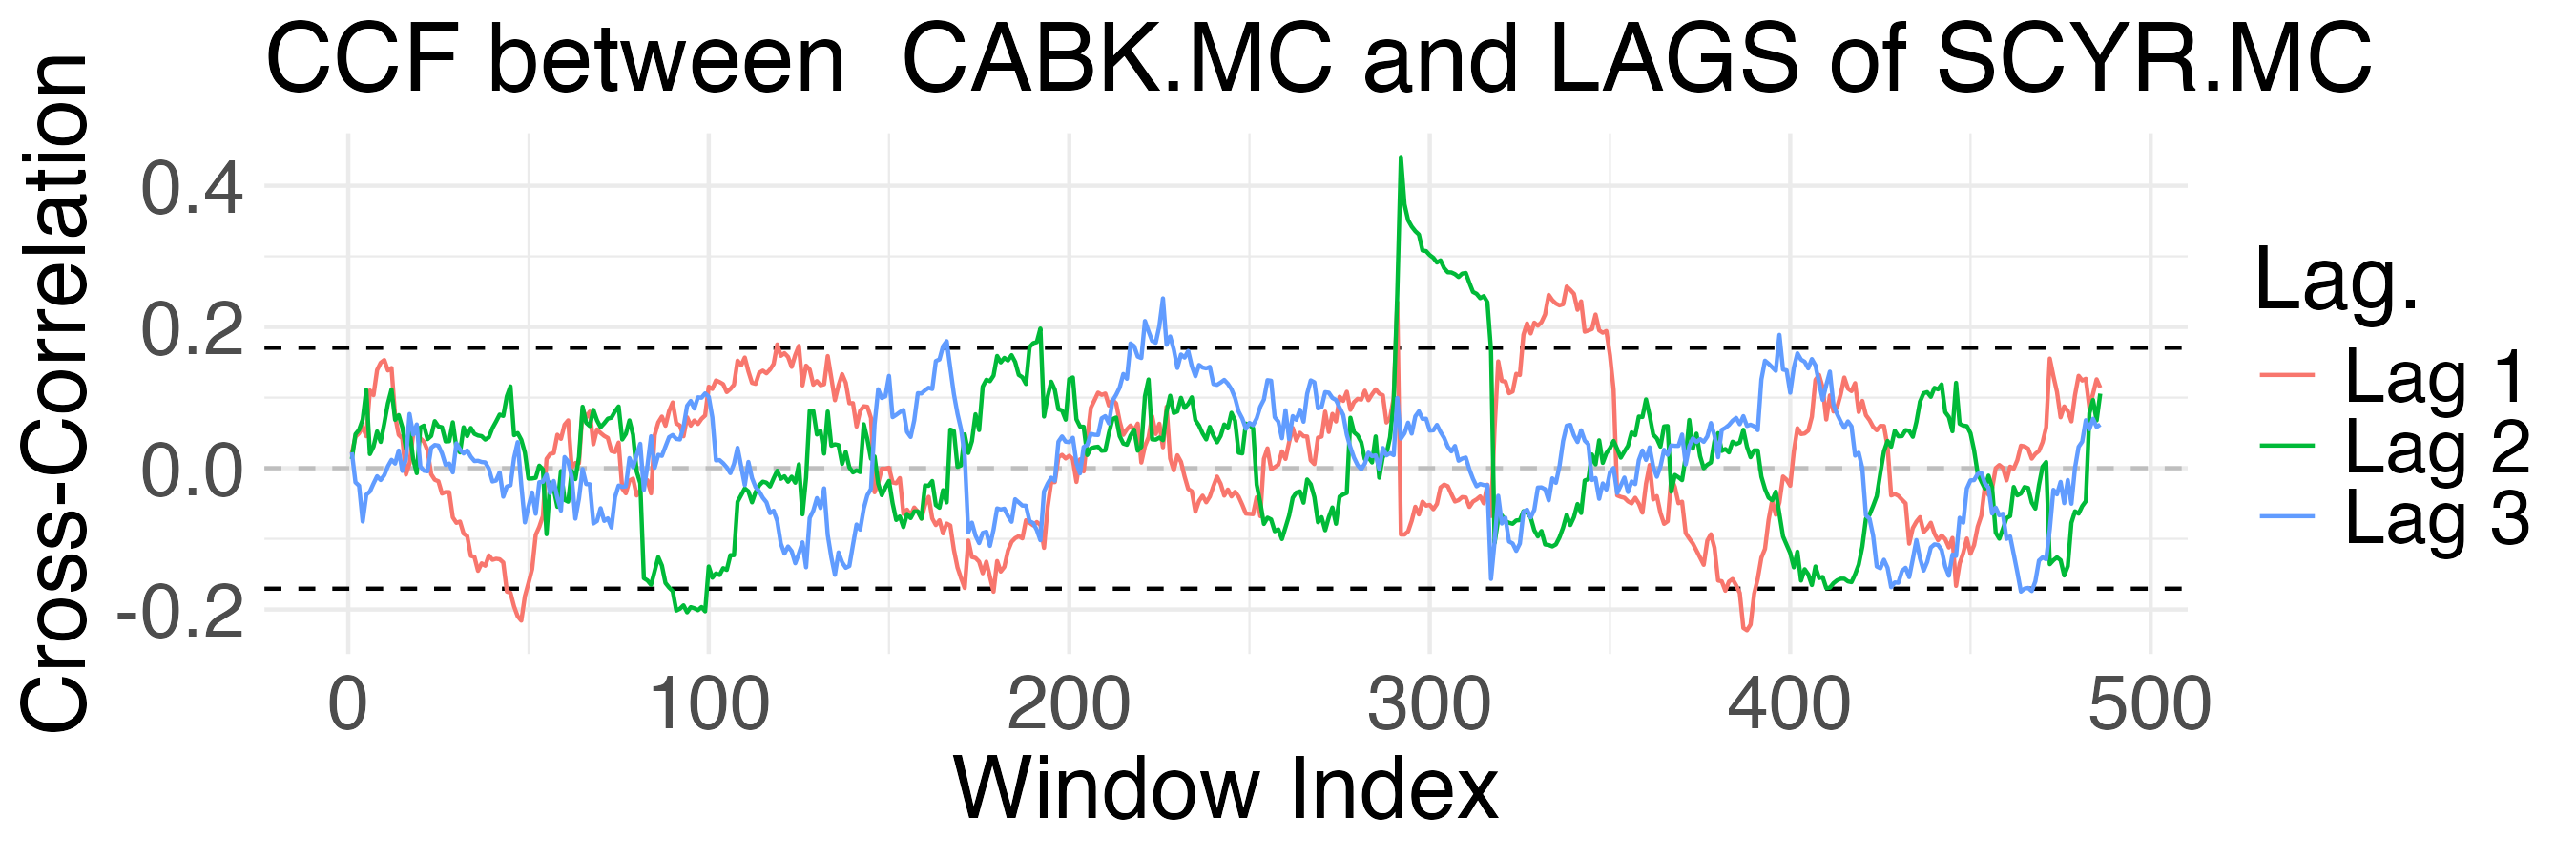 CCF between  CABK.MC and LAGS of SCYR.MC
Cross-Correlation
0.4
0.2
0.0
-0.2
0 100 200 300 400 500
Window Index
Lag.
Lag 1
Lag 2
Lag 3